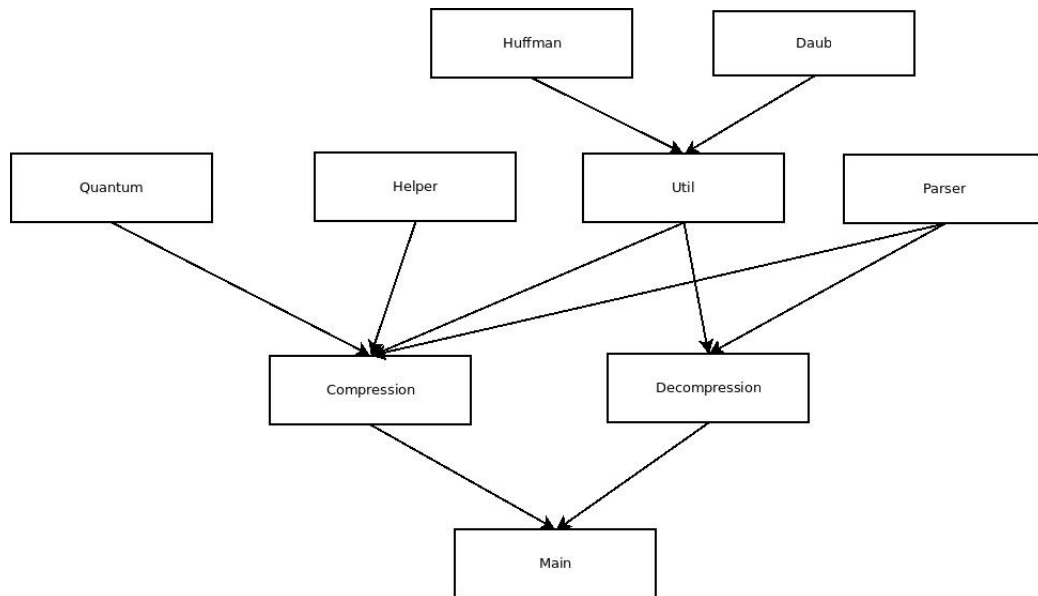 Huffman
Daub
Quantum
Helper
Util
Parser
Compression
Decompression
Main